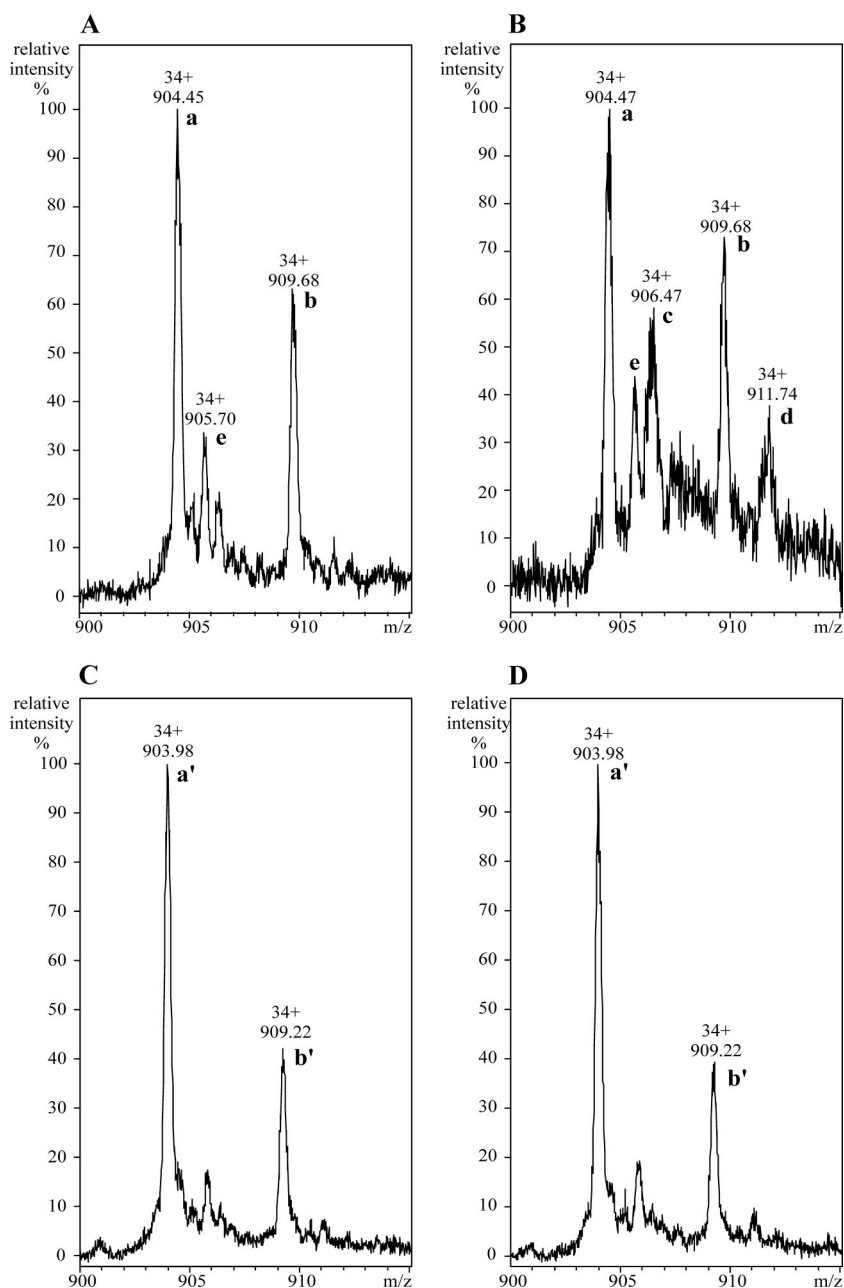 A
relative
intensity
%
100
90
80
70
60
50
40
30
20
10
0
34+
904.45
a
34+
905.70
e
34+
909.68
b
900 905 910 m/z
B
relative
intensity
%
100
90
80
70
60
50
40
30
20
10
0
34+
904.47
a
e
34+
906.47
c
34+
909.68
b
34+
911.74
d
900 905 910 m/z
C
relative
intensity
%
100
90
80
70
60
50
40
30
20
10
0
34+
903.98
a'
34+
909.22
b'
900 905 910 m/z
D
relative
intensity
%
100
90
80
70
60
50
40
30
20
10
0
34+
903.98
a'
34+
909.22
b'
900 905 910 m/z